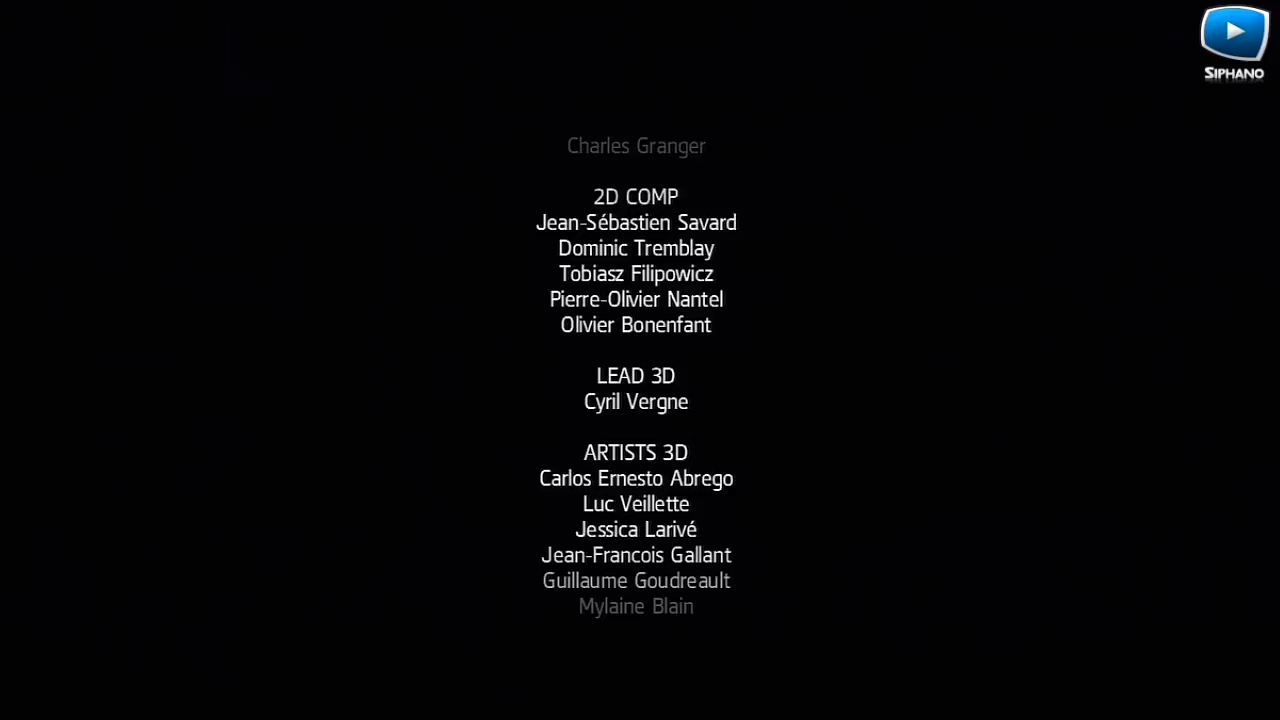 SIPHANO
Charles Granger
2D COMP
Jean-Sébastien Savard
Dominic Tremblay
Tobiasz Filipowicz
Pierre-Olivier Nantel
Olivier Bonenfant
LEAD 3D
Cyril Vergne
ARTISTS 3D
Carlos Ernesto Abrego
Luc Veillette
Jessica Larivé
Jean-Francois Gallant
Guillaume Goudreault
Mylaine Blain